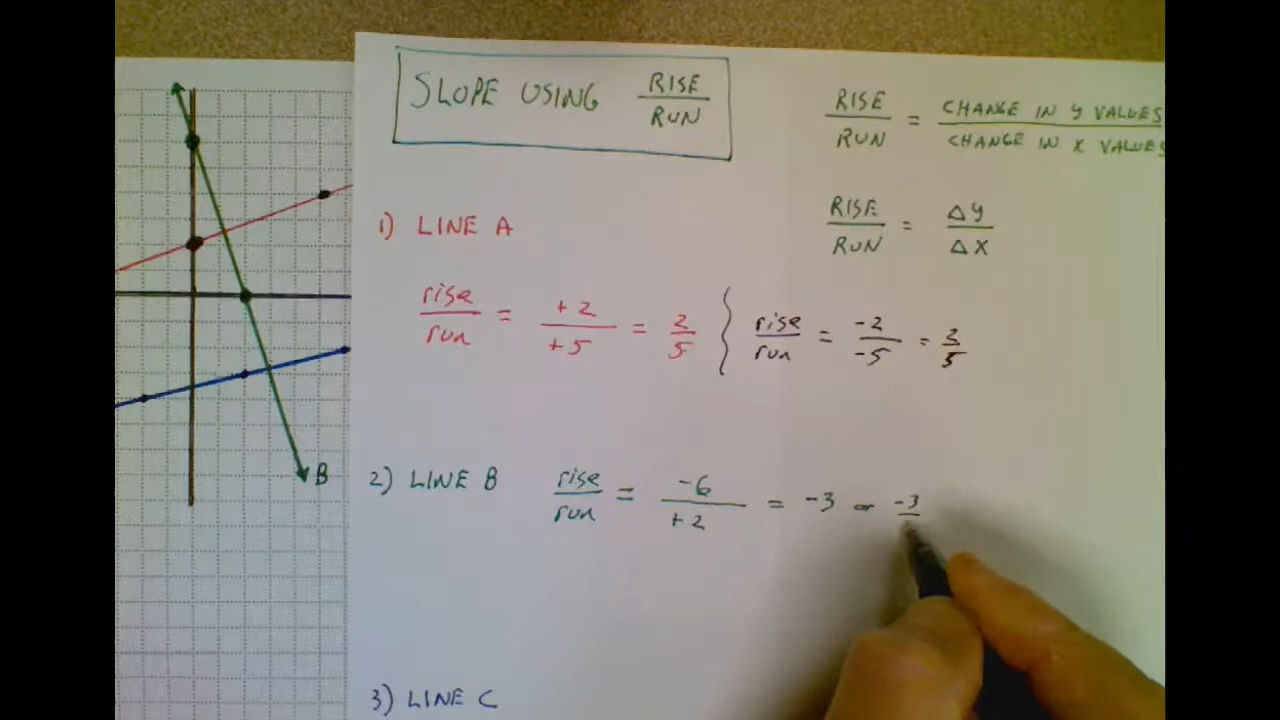 SLOPE USING RISE/RUN
RISE/RUN = CHANGE IN Y VALUES/CHANGE IN X VALUES
RISE/RUN = ΔY/ΔX
1) LINE A
rise/run = +2/+5 = 2/5 { rise/run = -2/-5 = 2/5
2) LINE B rise/run = -6/+2 = -3 or -3/
B
3) LINE C